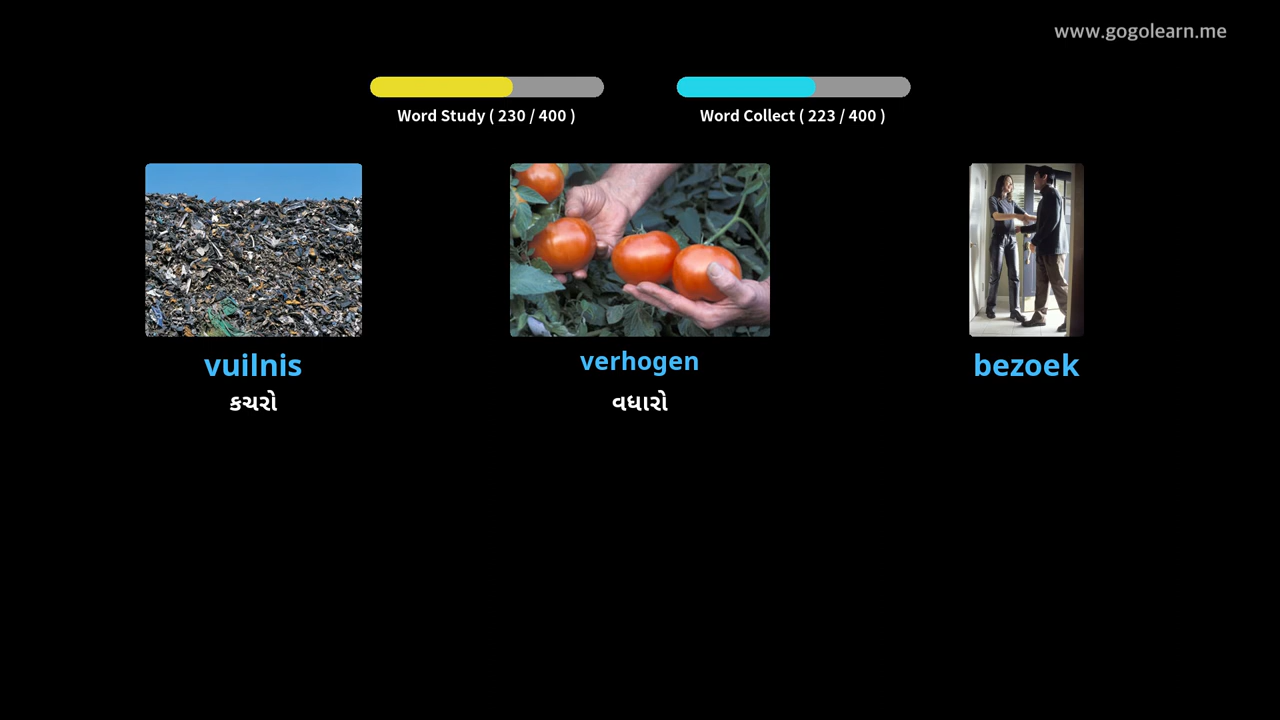 www.gogolearn.me
Word Study ( 230 / 400 )
Word Collect ( 223 / 400 )
vuilnis
કચરો
verhogen
વધારો
bezoek